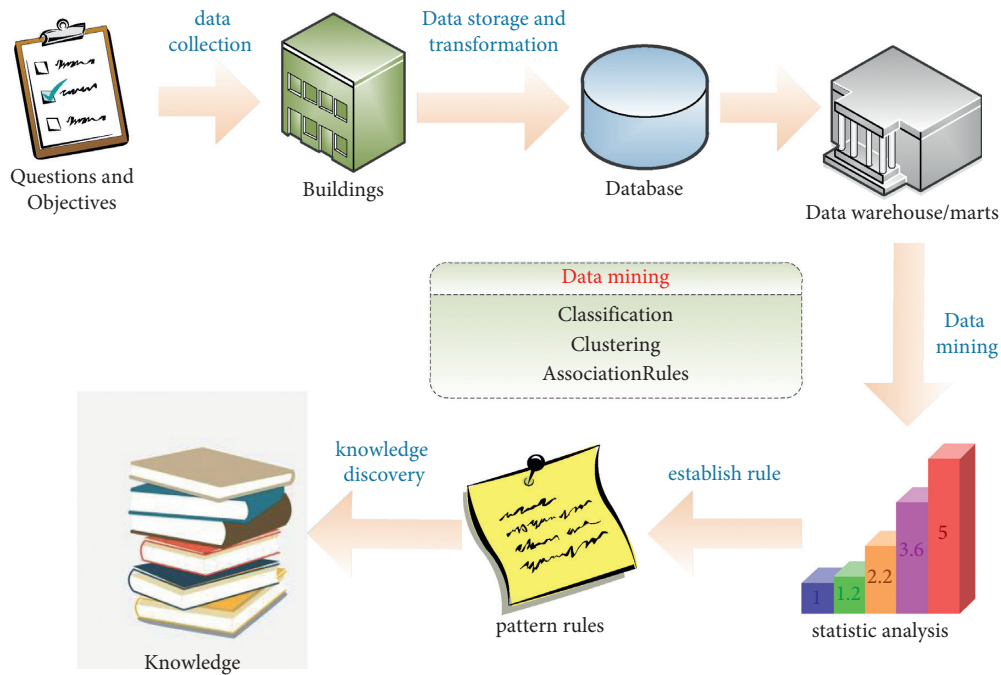 data
collection
Data storage and
transformation
Questions and
Objectives
Buildings
Database
Data warehouse/marts
Data mining
Classification
Clustering
AssociationRules
Data
mining
knowledge
discovery
establish rule
1
1.2
2.2
3.6
5
Knowledge
pattern rules
statistic analysis